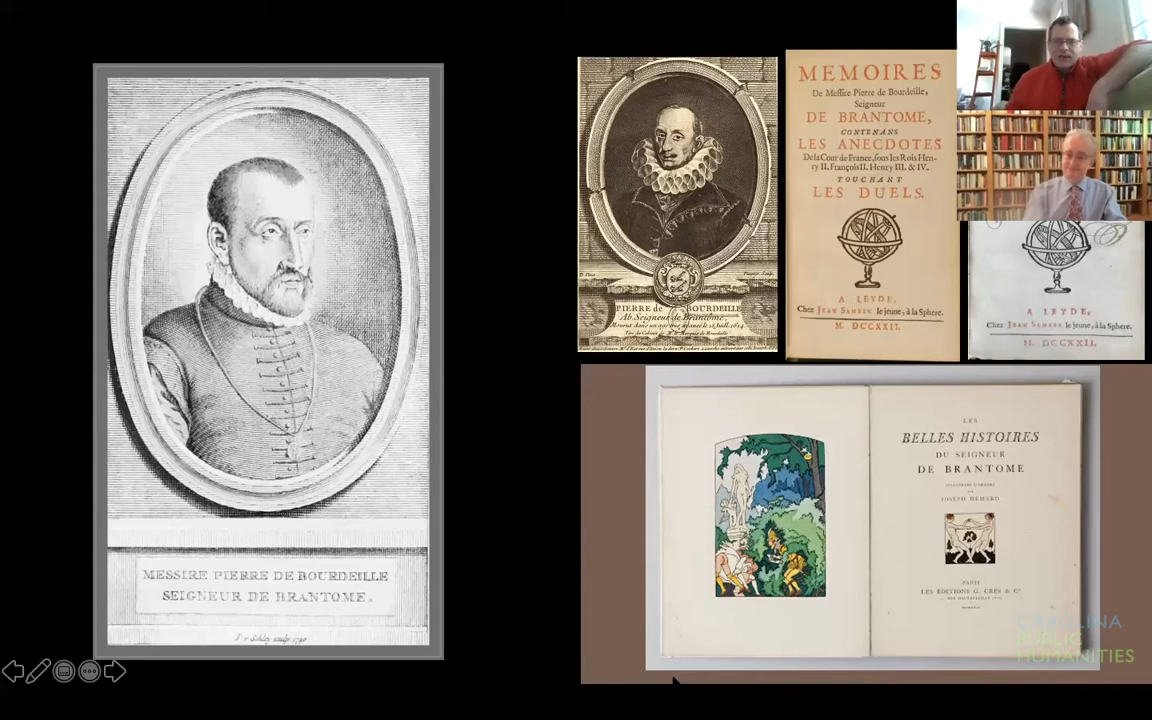 MESSIRE PIERRE DE BOURDEILLE
SEIGNEUR DE BRANTOME.
PIERRE de BOURDEILLE
Ab. Seigneur de Brantome,
MEMOIRES
De Messire Pierre de Bourdeille,
Seigneur
DE BRANTOME,
CONTENANS
LES ANECDOTES
De la Cour de France, sous les Rois Hen-
ry II. François II. Henry III. & IV.
TOUCHANT
LES DUELS.
A LEYDE,
Chez JEAN SAMBIX le jeune, à la Sphere.
M. DCCXXII.
A LEYDE,
Chez JEAN SAMBIX le jeune, à la Sphere.
M. DCCXXII.
LES
BELLES HISTOIRES
DU SEIGNEUR
DE BRANTOME
JOSEPH HEMARD
PARIS
LES ÉDITIONS G. CRÈS & Cie
CAROLINA
PUBLIC
HUMANITIES